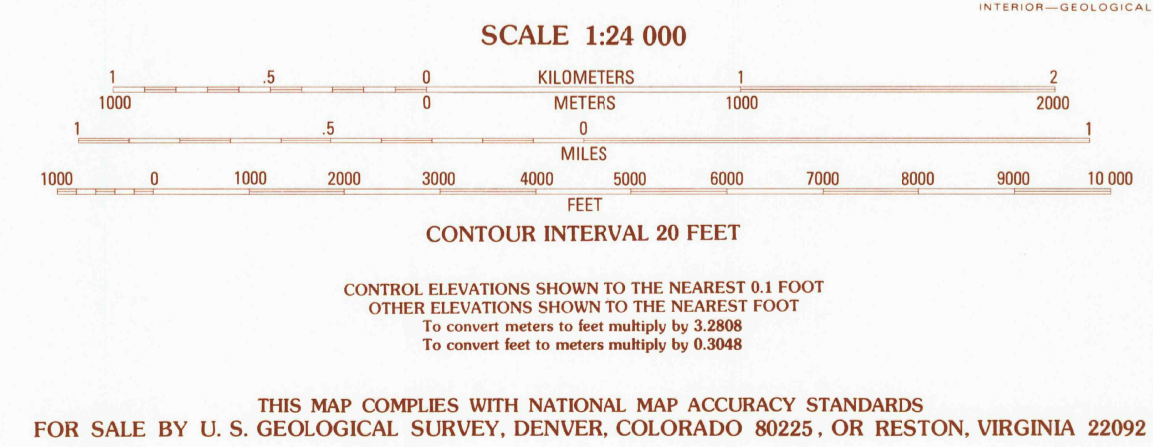 INTERIOR—GEOLOGICAL
SCALE 1:24 000
1 .5 0 KILOMETERS 1 2
1000 0 METERS 1000 2000
1 .5 0 1
MILES
1000 0 1000 2000 3000 4000 5000 6000 7000 8000 9000 10 000
FEET
CONTOUR INTERVAL 20 FEET
CONTROL ELEVATIONS SHOWN TO THE NEAREST 0.1 FOOT
OTHER ELEVATIONS SHOWN TO THE NEAREST FOOT
To convert meters to feet multiply by 3.2808
To convert feet to meters multiply by 0.3048
THIS MAP COMPLIES WITH NATIONAL MAP ACCURACY STANDARDS
FOR SALE BY U. S. GEOLOGICAL SURVEY, DENVER, COLORADO 80225, OR RESTON, VIRGINIA 22092